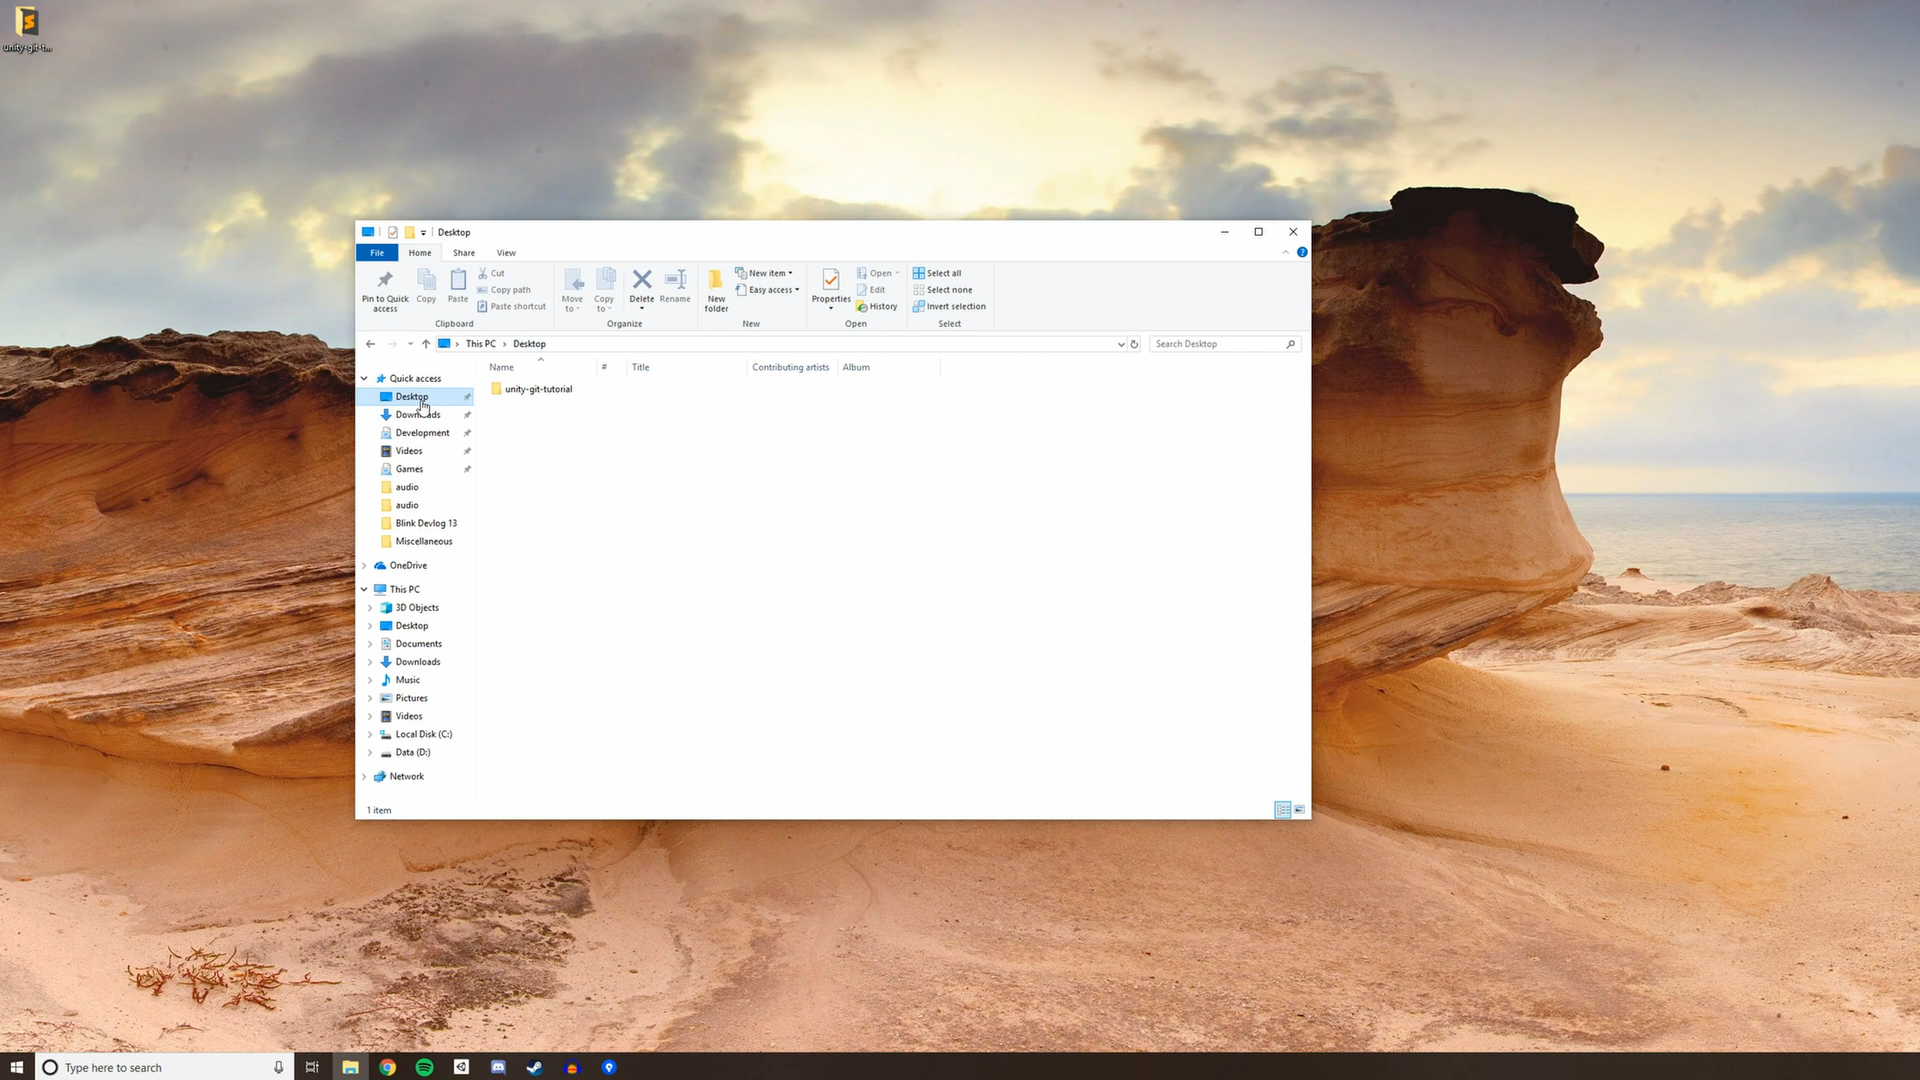 unity-git-t...
Desktop
File Home Share View
Pin to Quick access
Copy
Paste
Cut
Copy path
Paste shortcut
Clipboard
Move to
Copy to
Delete
Rename
Organize
New folder
New item
Easy access
New
Properties
Open
Edit
History
Open
Select all
Select none
Invert selection
Select
This PC > Desktop
Search Desktop
Name # Title Contributing artists Album
unity-git-tutorial
Quick access
Desktop
Downloads
Development
Videos
Games
audio
audio
Blink Devlog 13
Miscellaneous
OneDrive
This PC
3D Objects
Desktop
Documents
Downloads
Music
Pictures
Videos
Local Disk (C:)
Data (D:)
Network
1 item
Type here to search